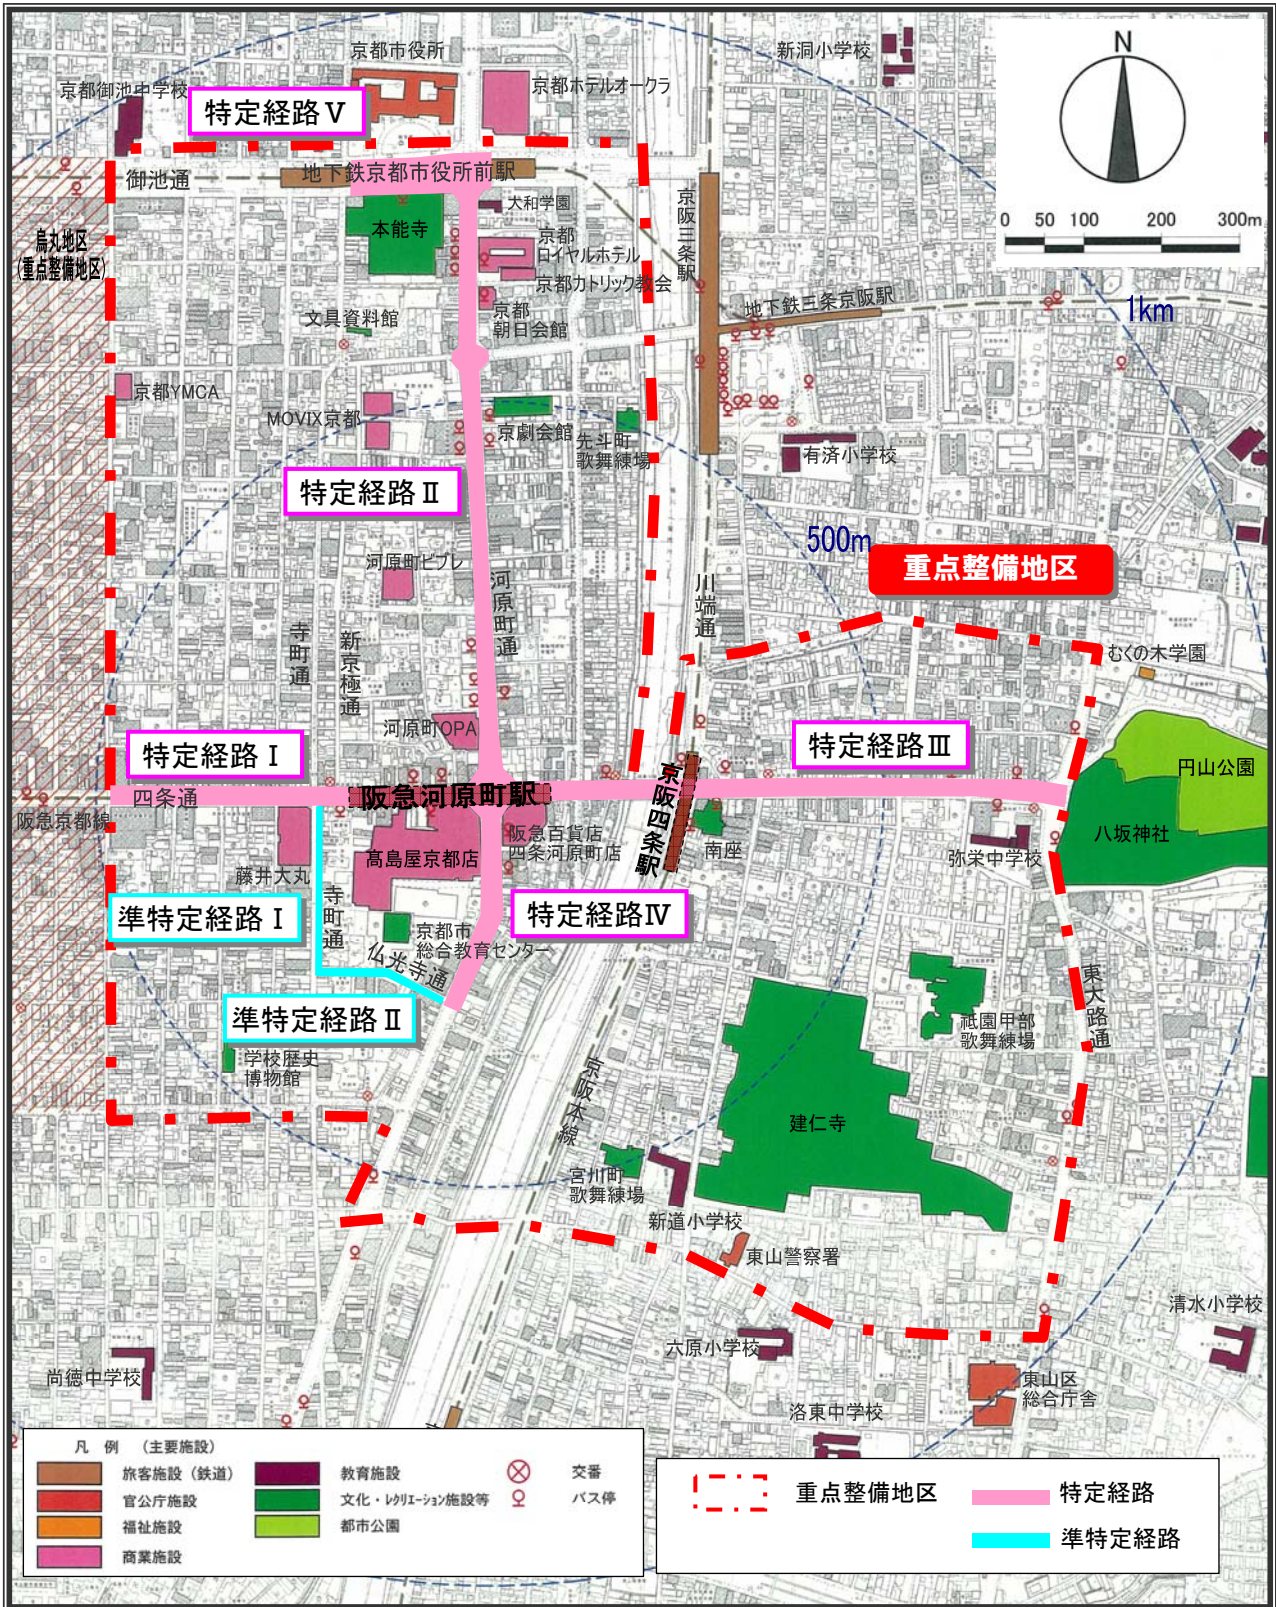 京都市役所
新洞小学校
京都御池中学校
京都ホテルオークラ
特定経路Ⅴ
N
0 50 100 200 300m
御池通
地下鉄京都市役所前駅
京阪三条駅
大和学園
烏丸地区
(重点整備地区)
本能寺
京都
ロイヤルホテル
京都カトリック教会
京都
朝日会館
文具資料館
地下鉄三条京阪駅
1km
京都YMCA
MOVIX京都
京劇会館
先斗町
歌舞練場
有済小学校
特定経路Ⅱ
500m
重点整備地区
河原町ビブレ
河原町通
川端通
寺町通
新京極通
むくの木学園
河原町OPA
特定経路Ⅲ
特定経路Ⅰ
円山公園
四条通
阪急河原町駅
京阪四条駅
阪急京都線
阪急百貨店
四条河原町店
南座
八坂神社
弥栄中学校
髙島屋京都店
藤井大丸
準特定経路Ⅰ
寺町通
特定経路Ⅳ
京都市
総合教育センター
仏光寺通
東大路通
準特定経路Ⅱ
祇園甲部
歌舞練場
学校歴史
博物館
京阪本線
建仁寺
宮川町
歌舞練場
新道小学校
東山警察署
清水小学校
六原小学校
尚徳中学校
東山区
総合庁舎
洛東中学校
凡 例 (主要施設)
旅客施設(鉄道)
教育施設
交番
官公庁施設
文化・レクリエーション施設等
バス停
福祉施設
都市公園
商業施設
重点整備地区
特定経路
準特定経路